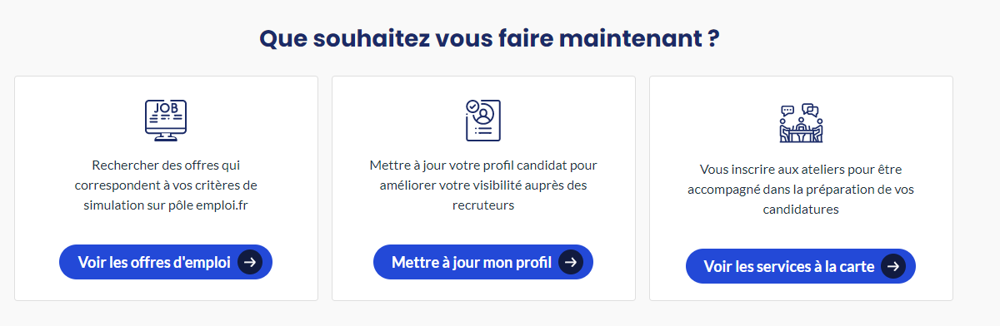 Que souhaitez vous faire maintenant ?
JOB
Rechercher des offres qui
correspondent à vos critères de
simulation sur pôle emploi.fr
Voir les offres d'emploi
Mettre à jour votre profil candidat pour
améliorer votre visibilité auprès des
recruteurs
Mettre à jour mon profil
Vous inscrire aux ateliers pour être
accompagné dans la préparation de vos
candidatures
Voir les services à la carte